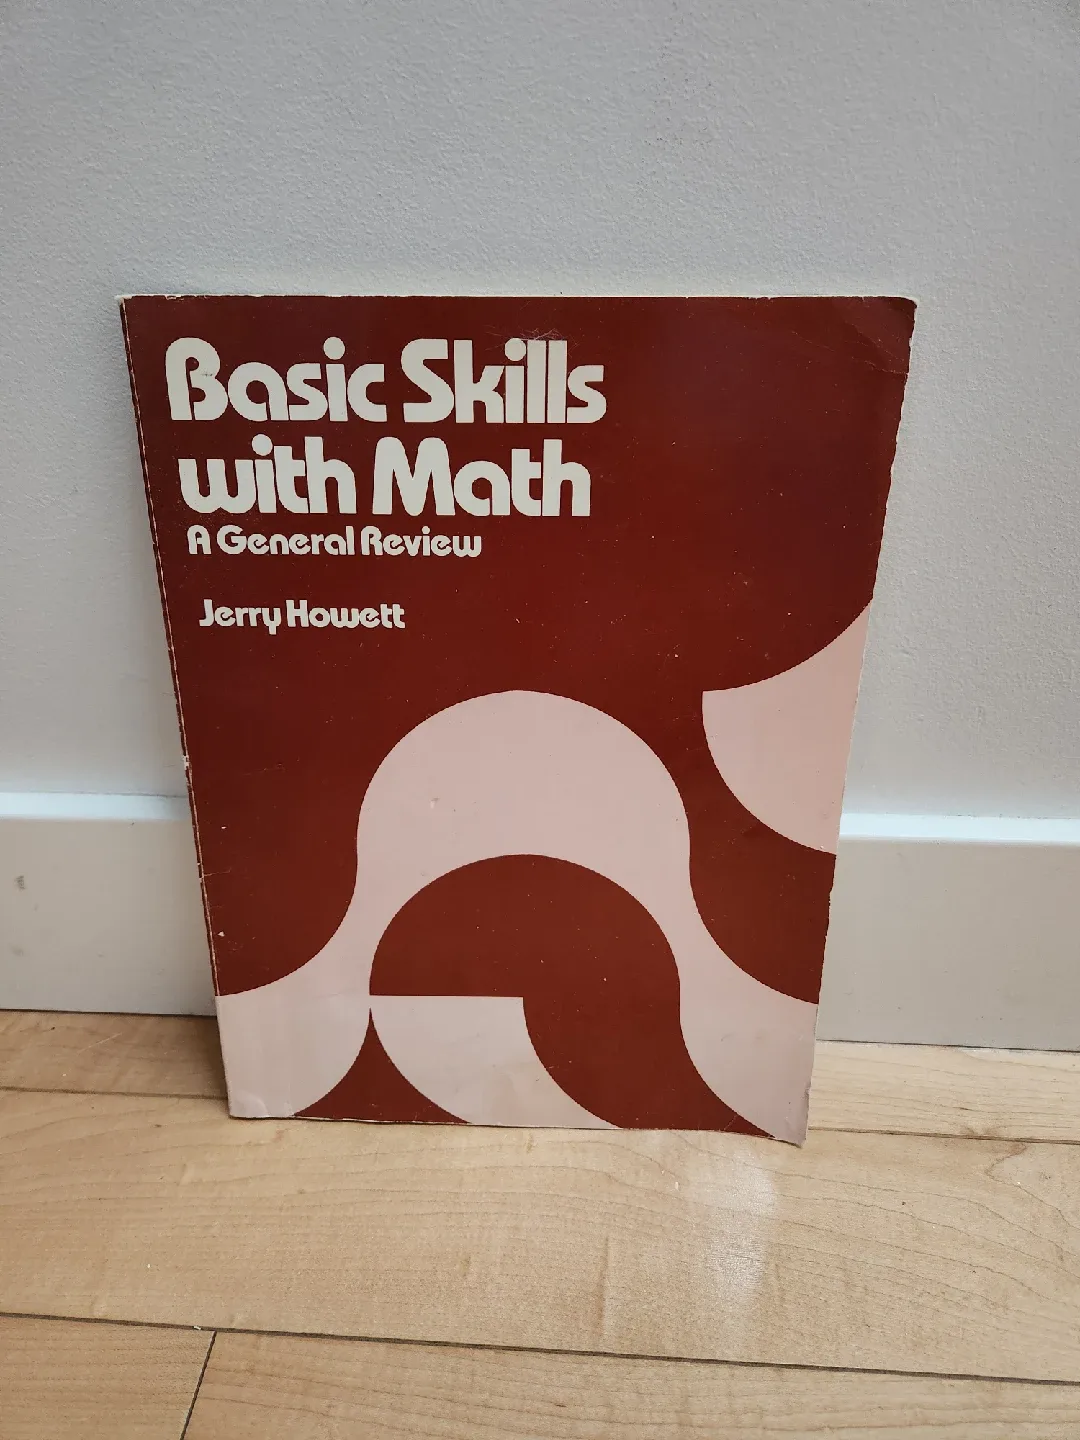 Basic Skills
with Math
A General Review
Jerry Howett